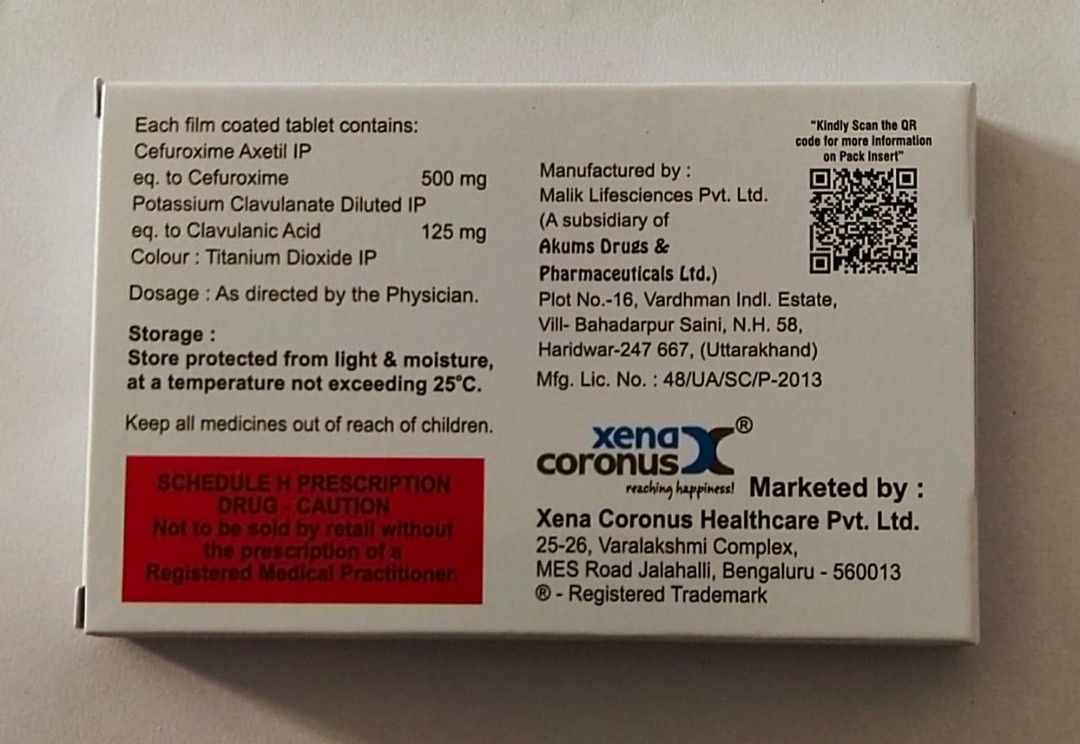 Each film coated tablet contains:
Cefuroxime Axetil IP
eq. to Cefuroxime 500 mg
Potassium Clavulanate Diluted IP
eq. to Clavulanic Acid 125 mg
Colour : Titanium Dioxide IP
Dosage : As directed by the Physician.
Storage :
Store protected from light & moisture,
at a temperature not exceeding 25°C.
Keep all medicines out of reach of children.
SCHEDULE H PRESCRIPTION
DRUG - CAUTION
Not to be sold by retail without
the prescription of a
Registered Medical Practitioner.
"Kindly Scan the QR
code for more information
on Pack Insert"
Manufactured by :
Malik Lifesciences Pvt. Ltd.
(A subsidiary of
Akums Drugs &
Pharmaceuticals Ltd.)
Plot No.-16, Vardhman Indl. Estate,
Vill- Bahadarpur Saini, N.H. 58,
Haridwar-247 667, (Uttarakhand)
Mfg. Lic. No. : 48/UA/SC/P-2013
xena
coronus ®
reaching happiness!
Marketed by :
Xena Coronus Healthcare Pvt. Ltd.
25-26, Varalakshmi Complex,
MES Road Jalahalli, Bengaluru - 560013
® - Registered Trademark